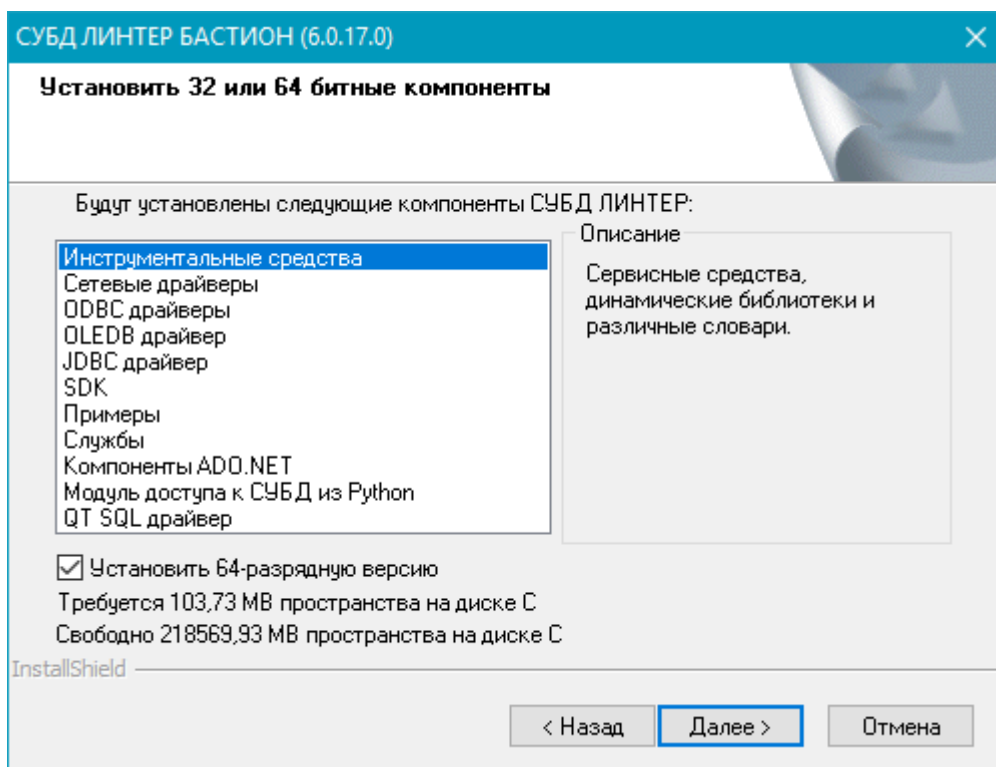 СУБД ЛИНТЕР БАСТИОН (6.0.17.0)
Установить 32 или 64 битные компоненты
Будут установлены следующие компоненты СУБД ЛИНТЕР:
Инструментальные средства
Сетевые драйверы
ODBC драйверы
OLEDB драйвер
JDBC драйвер
SDK
Примеры
Службы
Компоненты ADO.NET
Модуль доступа к СУБД из Python
QT SQL драйвер
Описание
Сервисные средства,
динамические библиотеки и
различные словари.
Установить 64-разрядную версию
Требуется 103,73 MB пространства на диске C
Свободно 218569,93 MB пространства на диске C
InstallShield
< Назад
Далее >
Отмена